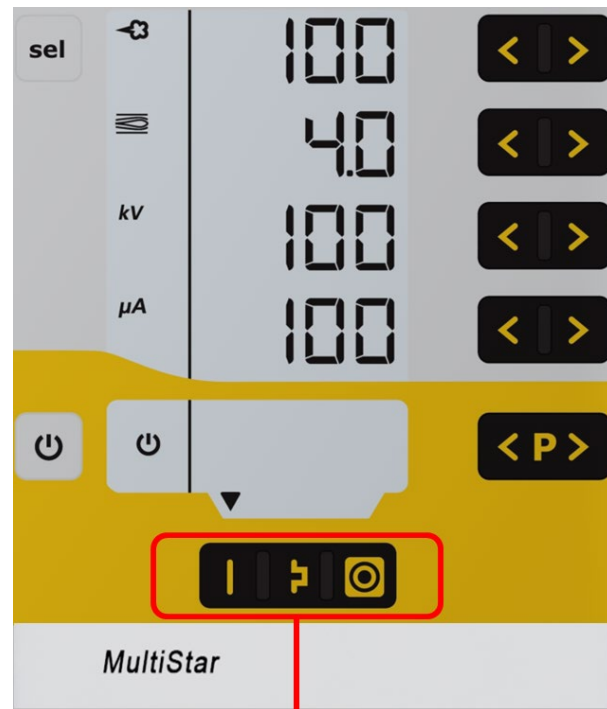 sel 100 < >
4.0 < >
kV 100 < >
µA 100 < >
< P >
MultiStar